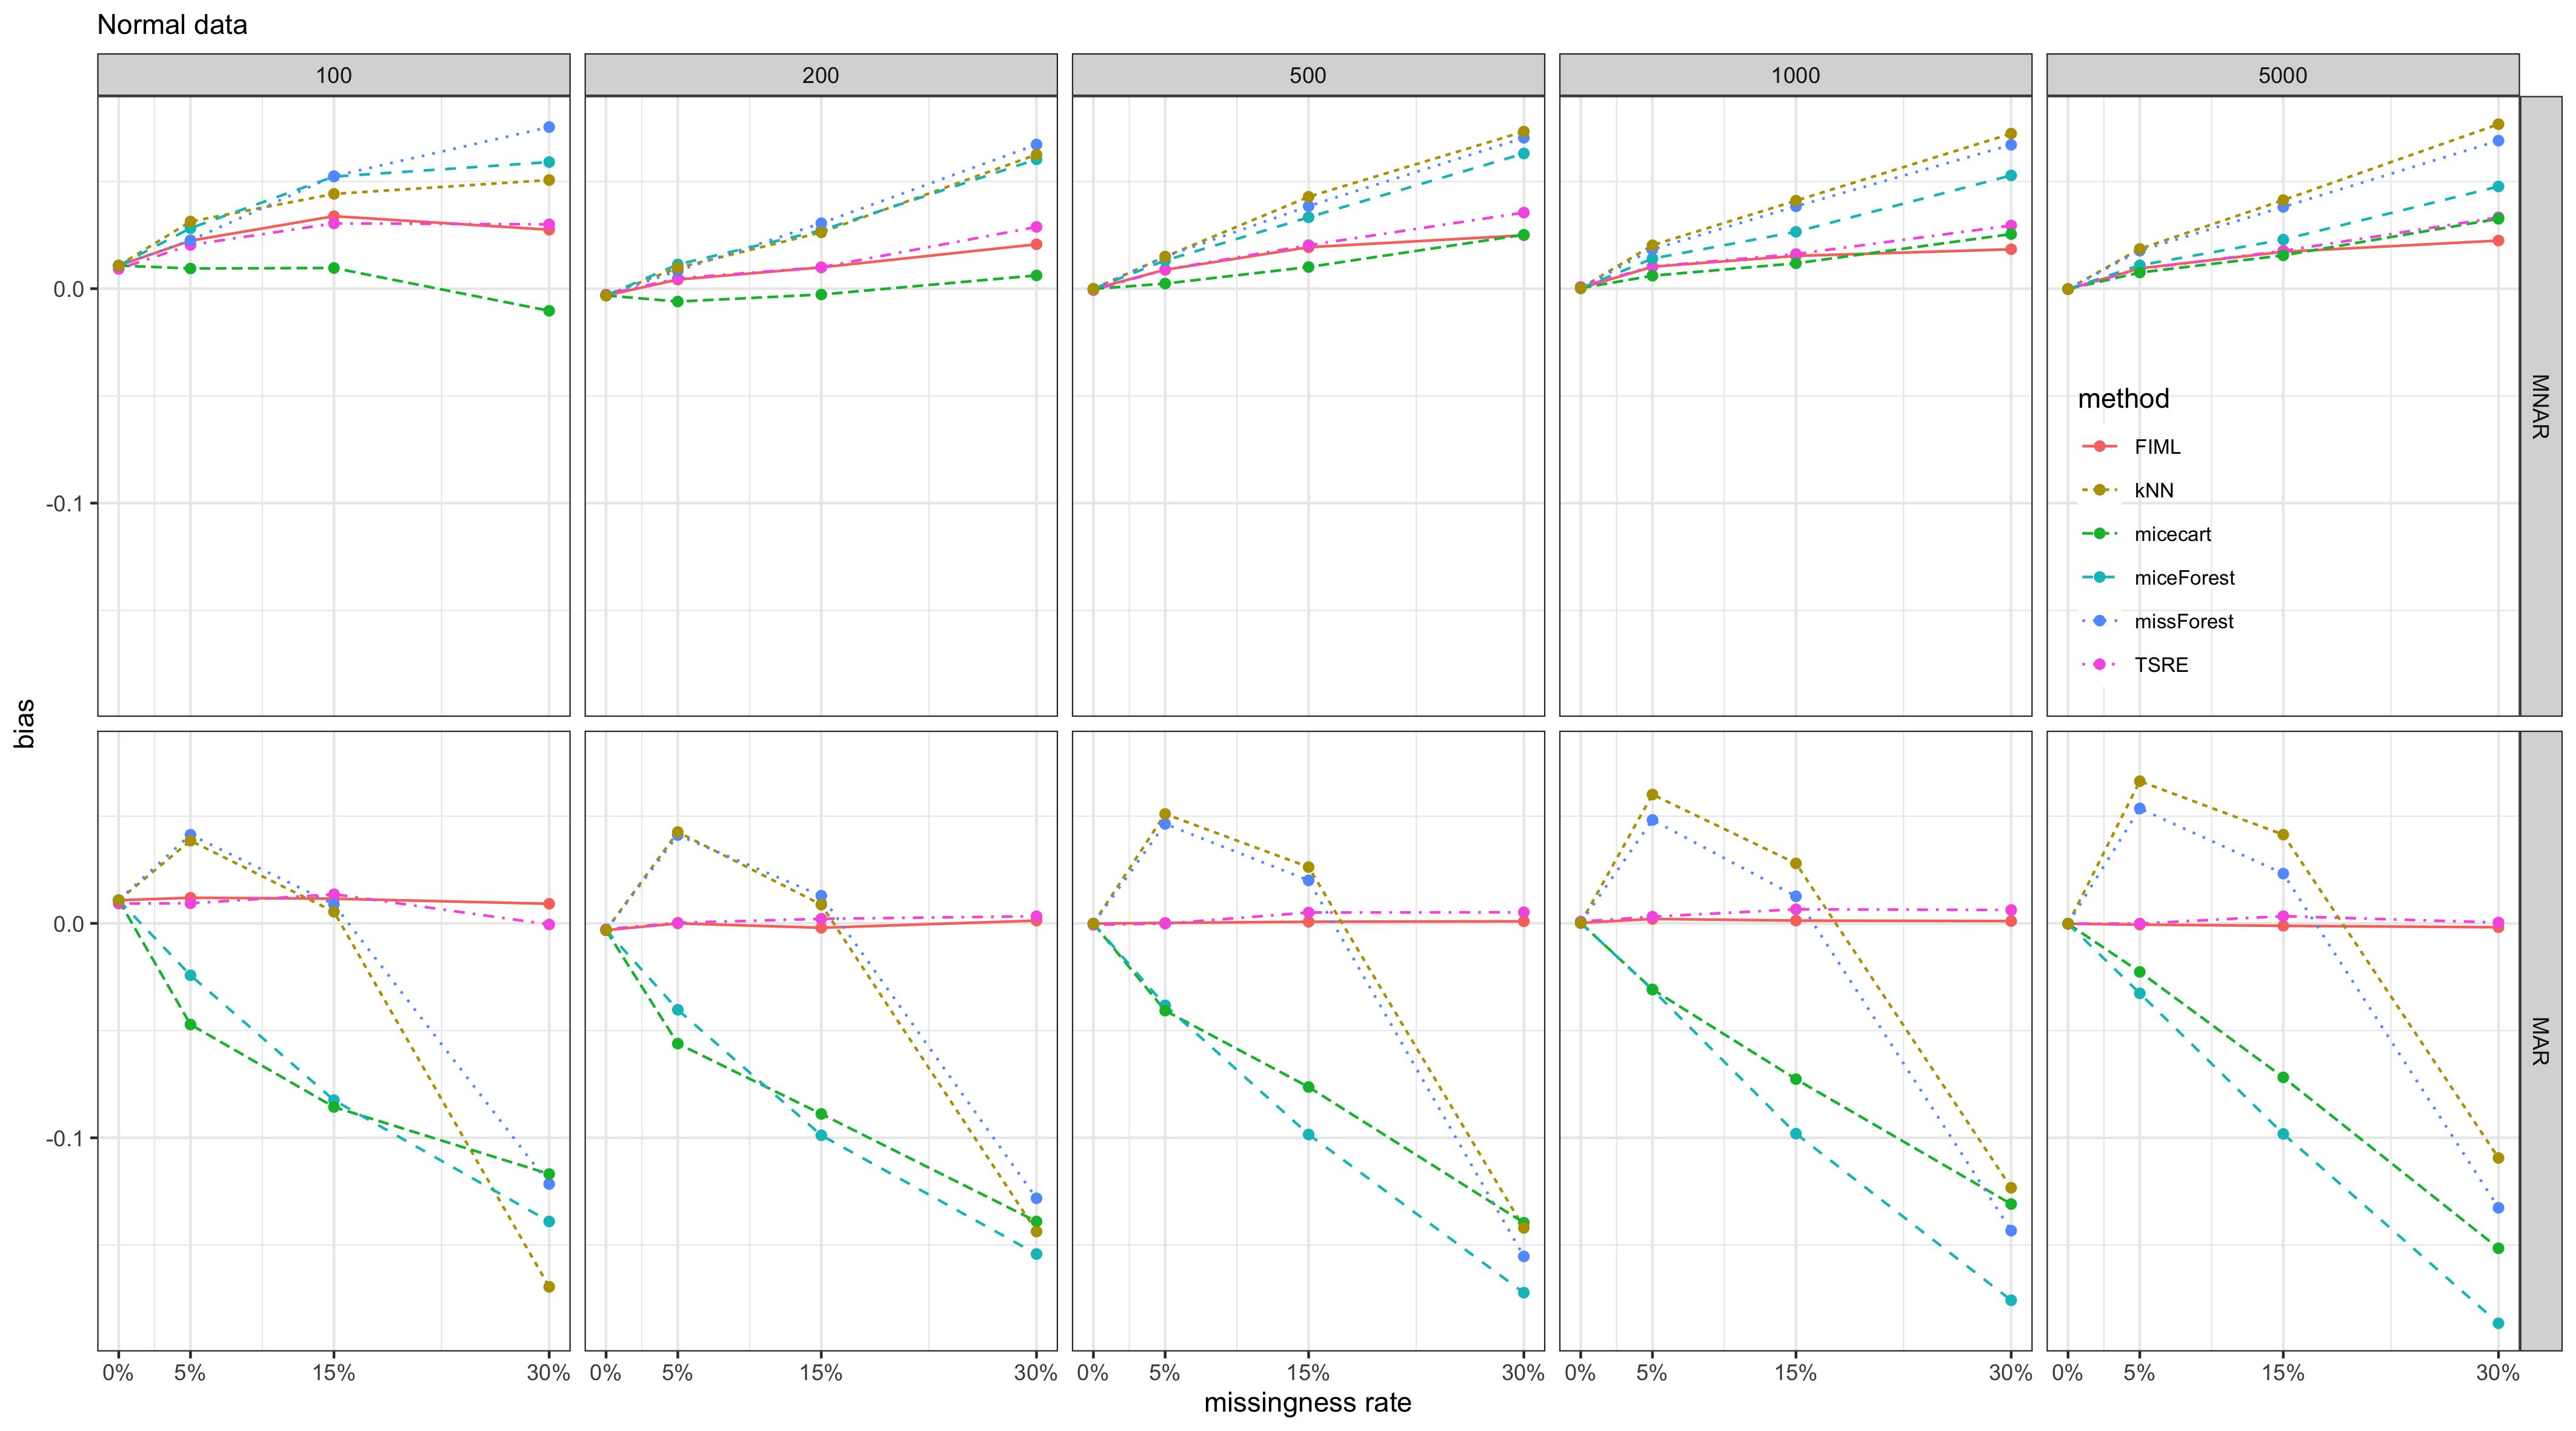 Normal data
100 200 500 1000 5000
MNAR
0.0
-0.1
method
FIML
kNN
micecart
miceForest
missForest
TSRE
bias
MAR
0.0
-0.1
0% 5% 15% 30% 0% 5% 15% 30% 0% 5% 15% 30% 0% 5% 15% 30% 0% 5% 15% 30%
missingness rate